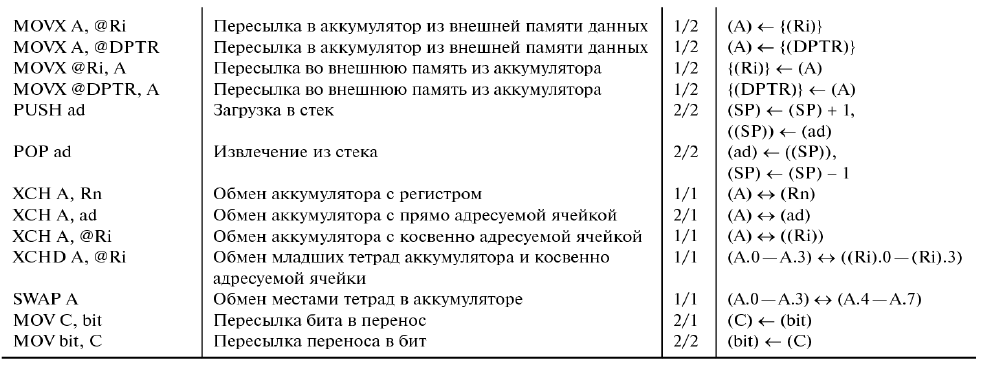 MOVX A, @Ri Пересылка в аккумулятор из внешней памяти данных 1/2 (A) ← {(Ri)}
MOVX A, @DPTR Пересылка в аккумулятор из внешней памяти данных 1/2 (A) ← {(DPTR)}
MOVX @Ri, A Пересылка во внешнюю память из аккумулятора 1/2 {(Ri)} ← (A)
MOVX @DPTR, A Пересылка во внешнюю память из аккумулятора 1/2 {(DPTR)} ← (A)
PUSH ad Загрузка в стек 2/2 (SP) ← (SP) + 1,
((SP)) ← (ad)
POP ad Извлечение из стека 2/2 (ad) ← ((SP)),
(SP) ← (SP) – 1
XCH A, Rn Обмен аккумулятора с регистром 1/1 (A) ↔ (Rn)
XCH A, ad Обмен аккумулятора с прямо адресуемой ячейкой 2/1 (A) ↔ (ad)
XCH A, @Ri Обмен аккумулятора с косвенно адресуемой ячейкой 1/1 (A) ↔ ((Ri))
XCHD A, @Ri Обмен младших тетрад аккумулятора и косвенно 1/1 (A.0—A.3) ↔ ((Ri).0—(Ri).3)
адресуемой ячейки
SWAP A Обмен местами тетрад в аккумуляторе 1/1 (A.0—A.3) ↔ (A.4—A.7)
MOV C, bit Пересылка бита в перенос 2/1 (C) ← (bit)
MOV bit, C Пересылка переноса в бит 2/2 (bit) ← (C)